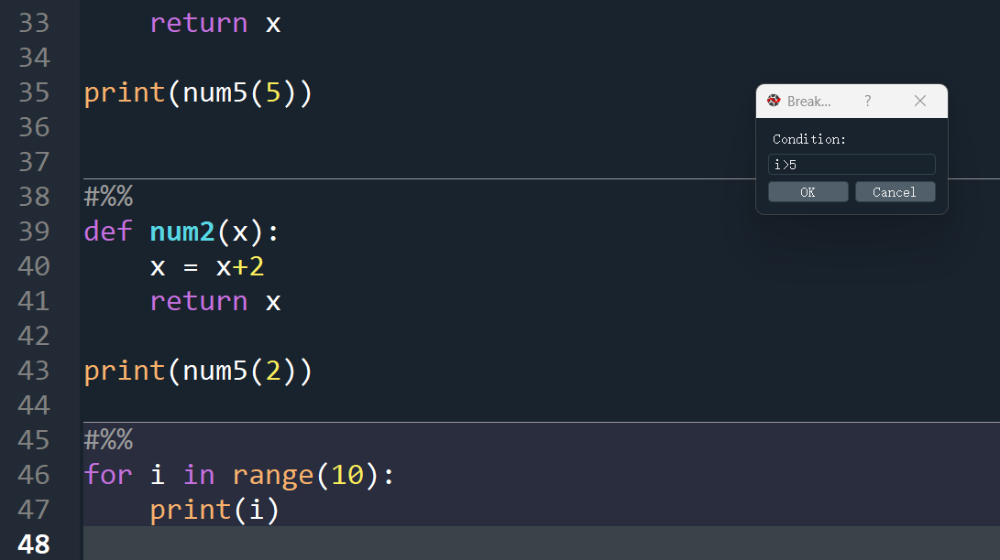 33     return x
34
35 print(num5(5))
36
37
38 #%%
39 def num2(x):
40     x = x+2
41     return x
42
43 print(num5(2))
44
45 #%%
46 for i in range(10):
47     print(i)
48
Break... ?
Condition:
i>5
OK Cancel